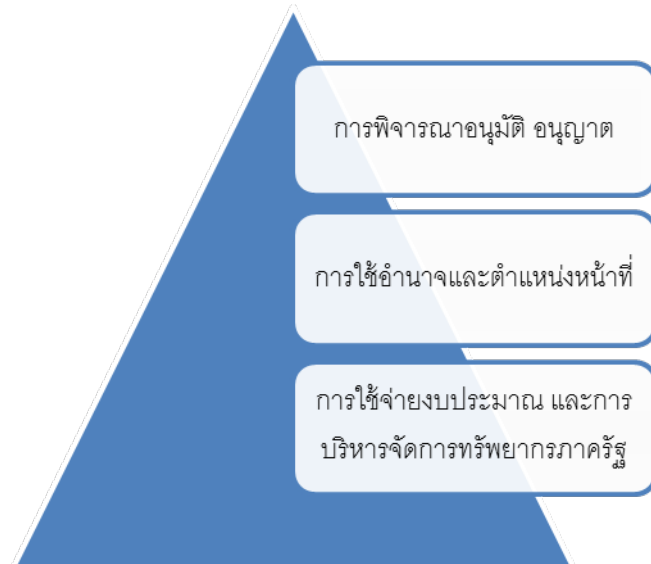 การพิจารณาอนุมัติ อนุญาต
การใช้อำนาจและตำแหน่งหน้าที่
การใช้จ่ายงบประมาณ และการ
บริหารจัดการทรัพยากรภาครัฐ